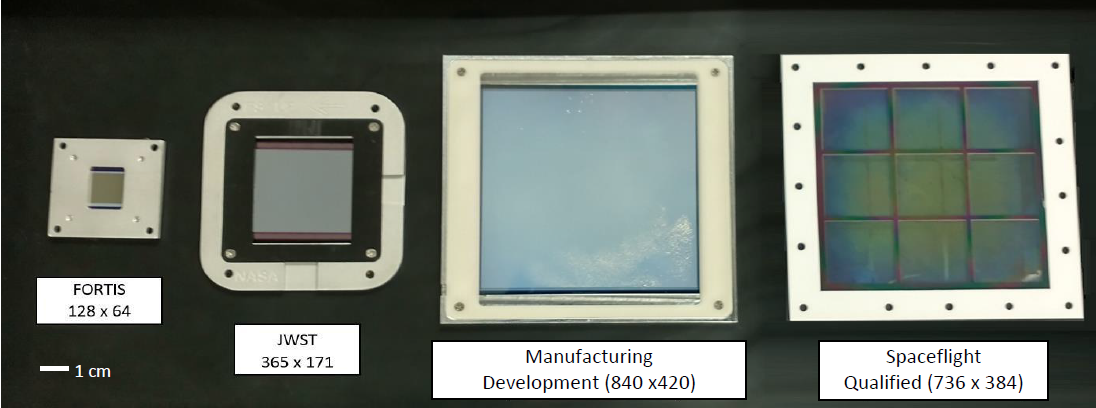 NASA
FORTIS
128 x 64
JWST
365 x 171
Manufacturing
Development (840 x420)
Spaceflight
Qualified (736 x 384)
1 cm